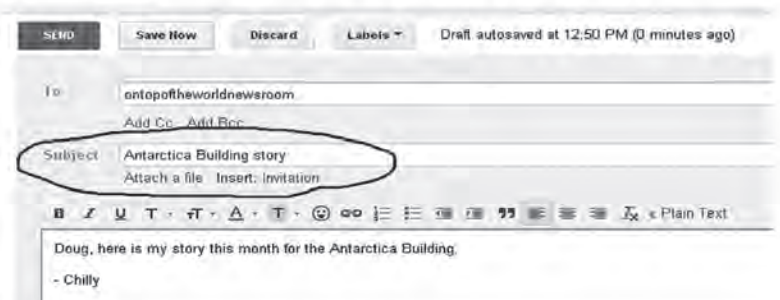 SEND Save Now Discard Labels Draft autosaved at 12:50 PM (0 minutes ago)
To ontopoftheworldnewsroom
Add Cc Add Bcc
Subject Antarctica Building story
Attach a file Insert: Invitation
B I U T · тT · A · T · « Plain Text
Doug, here is my story this month for the Antarctica Building.
- Chilly